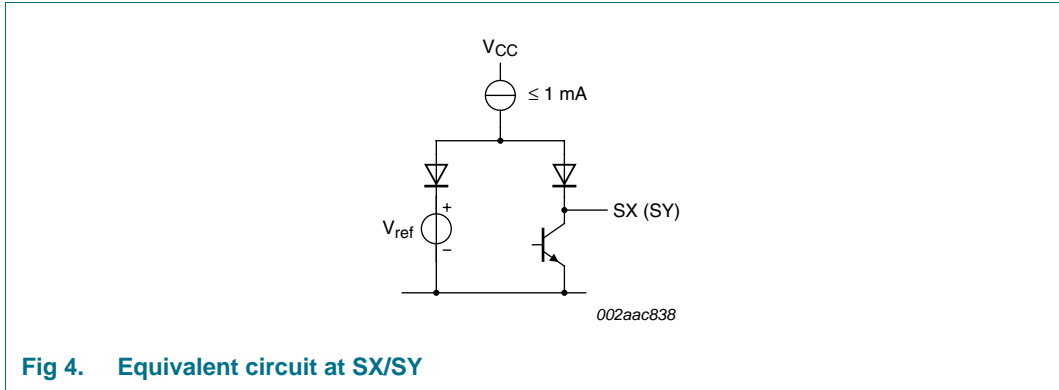 VCC
≤ 1 mA
SX (SY)
Vref
+
−
002aac838
Fig 4. Equivalent circuit at SX/SY